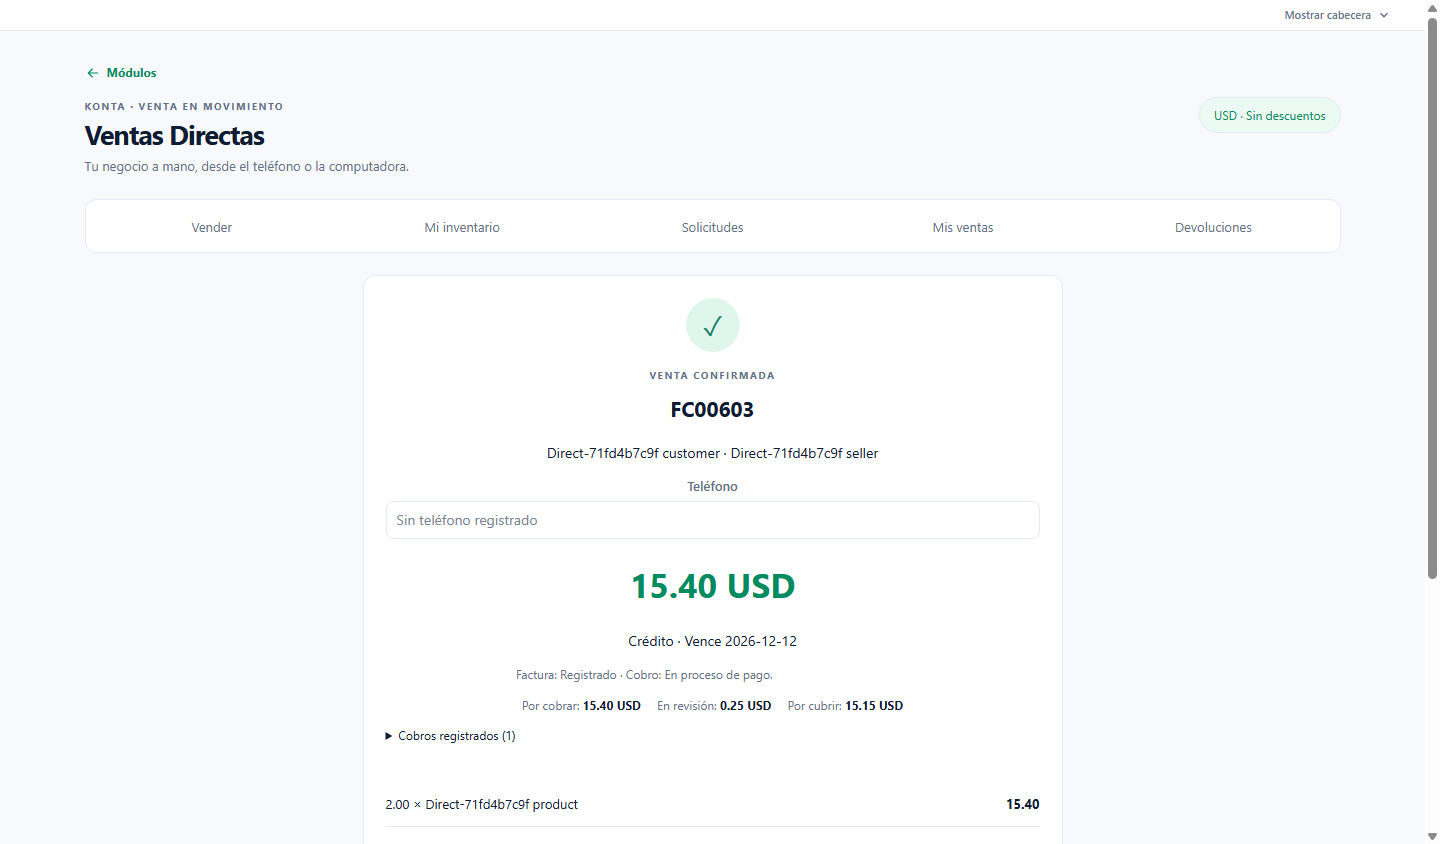 Mostrar cabecera
Módulos
KONTA · VENTA EN MOVIMIENTO
Ventas Directas
Tu negocio a mano, desde el teléfono o la computadora.
USD · Sin descuentos
Vender Mi inventario Solicitudes Mis ventas Devoluciones
VENTA CONFIRMADA
FC00603
Direct-71fd4b7c9f customer · Direct-71fd4b7c9f seller
Teléfono
Sin teléfono registrado
15.40 USD
Crédito · Vence 2026-12-12
Factura: Registrado · Cobro: En proceso de pago.
Por cobrar: 15.40 USD En revisión: 0.25 USD Por cubrir: 15.15 USD
Cobros registrados (1)
2.00 × Direct-71fd4b7c9f product 15.40